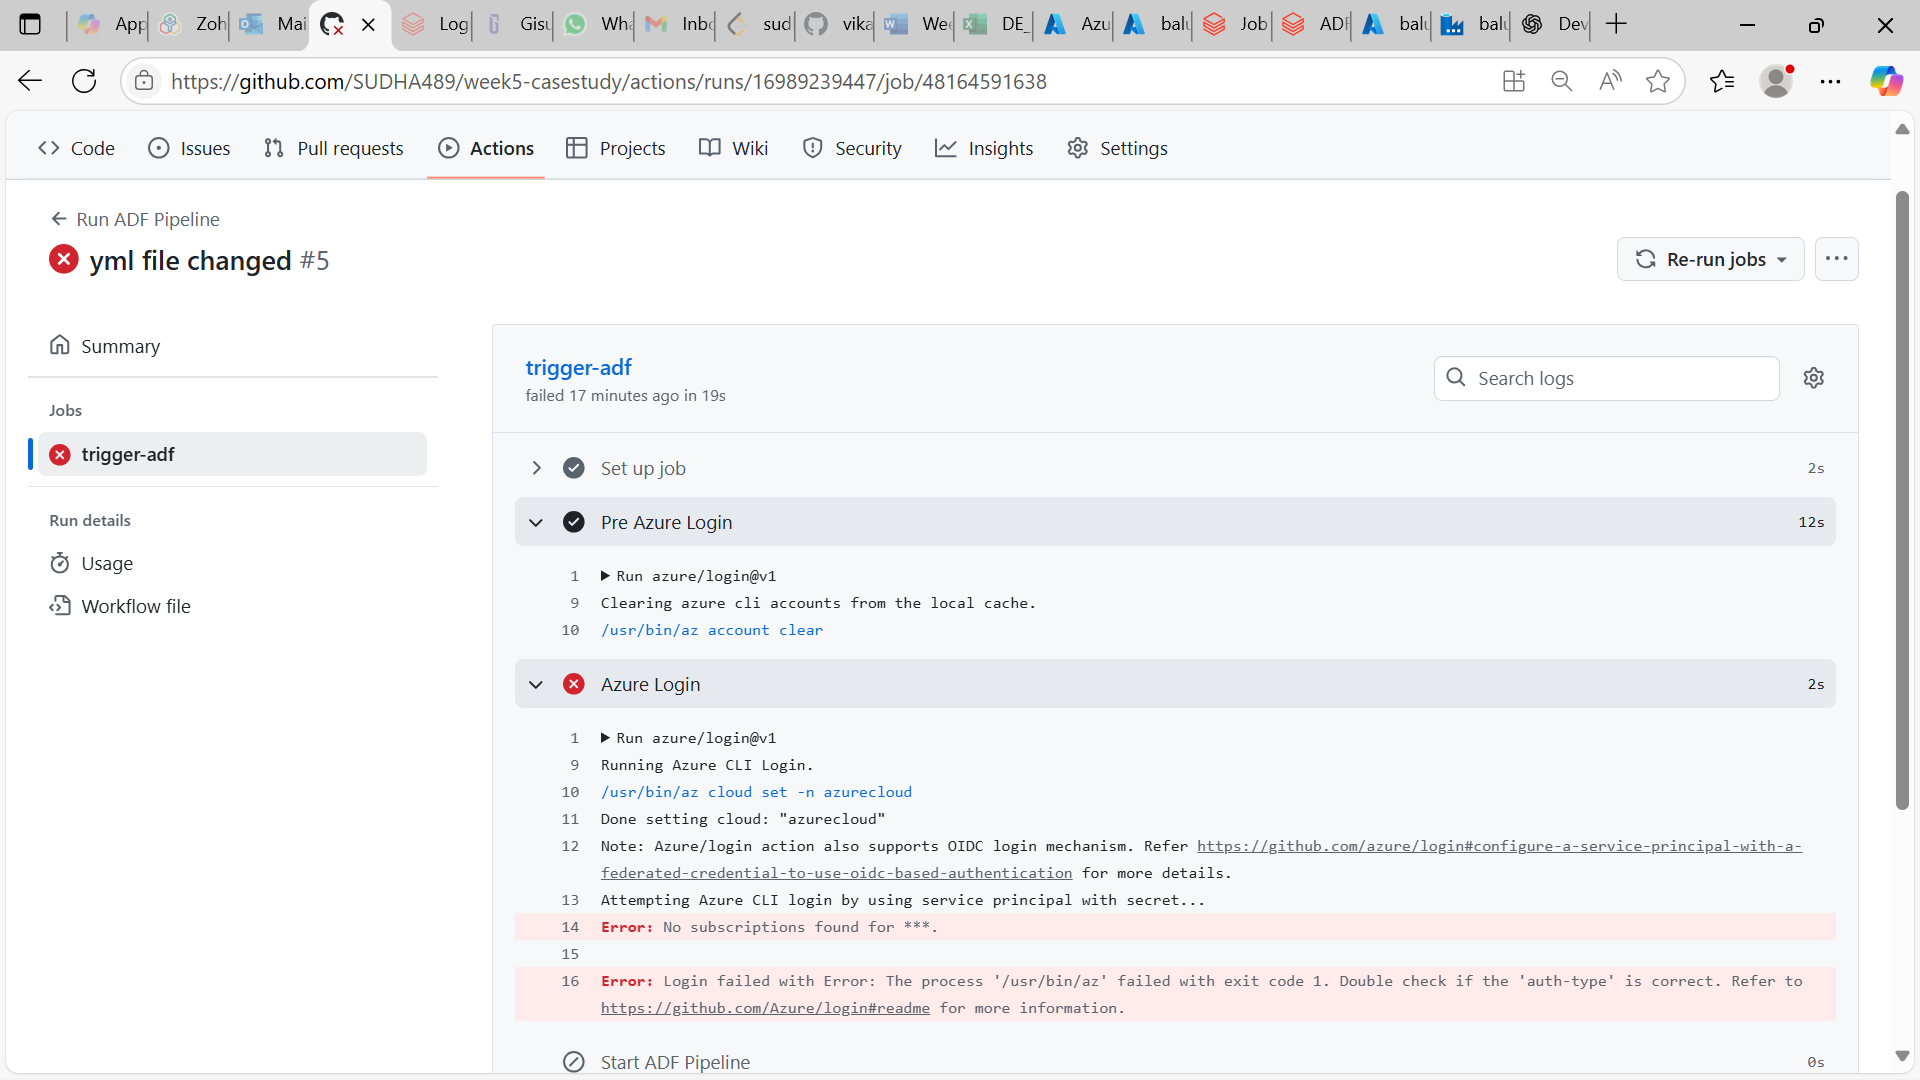 App Zoh Mai Log Gisu Wha Inbo sud vika Wee DE_ Azu balu Job ADF balu balu Dev
https://github.com/SUDHA489/week5-casestudy/actions/runs/16989239447/job/48164591638
Code Issues Pull requests Actions Projects Wiki Security Insights Settings
Run ADF Pipeline
yml file changed #5
Re-run jobs
Summary
Jobs
trigger-adf
Run details
Usage
Workflow file
trigger-adf
failed 17 minutes ago in 19s
Search logs
Set up job 2s
Pre Azure Login 12s
1 Run azure/login@v1
9 Clearing azure cli accounts from the local cache.
10 /usr/bin/az account clear
Azure Login 2s
1 Run azure/login@v1
9 Running Azure CLI Login.
10 /usr/bin/az cloud set -n azurecloud
11 Done setting cloud: "azurecloud"
12 Note: Azure/login action also supports OIDC login mechanism. Refer https://github.com/azure/login#configure-a-service-principal-with-a-
federated-credential-to-use-oidc-based-authentication for more details.
13 Attempting Azure CLI login by using service principal with secret...
14 Error: No subscriptions found for ***.
15
16 Error: Login failed with Error: The process '/usr/bin/az' failed with exit code 1. Double check if the 'auth-type' is correct. Refer to
https://github.com/Azure/login#readme for more information.
Start ADF Pipeline 0s